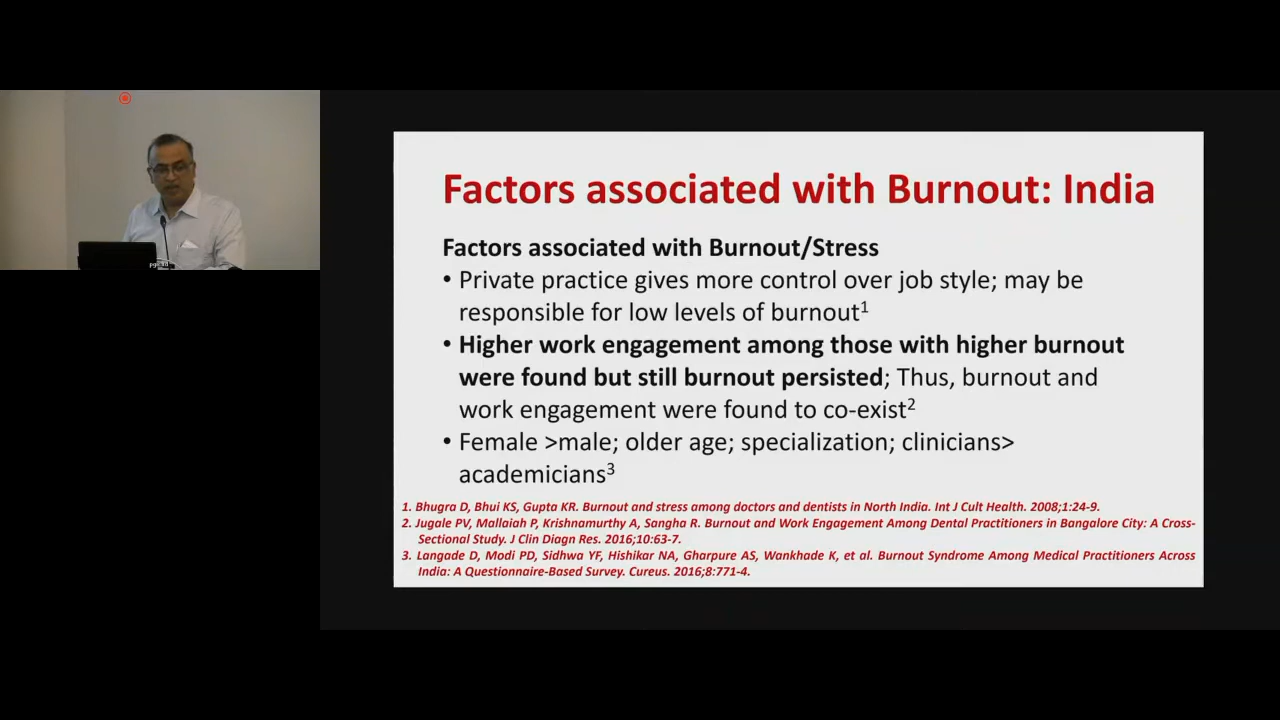 Factors associated with Burnout: India
Factors associated with Burnout/Stress
• Private practice gives more control over job style; may be
responsible for low levels of burnout1
• Higher work engagement among those with higher burnout
were found but still burnout persisted; Thus, burnout and
work engagement were found to co-exist2
• Female >male; older age; specialization; clinicians>
academicians3
1. Bhugra D, Bhui KS, Gupta KR. Burnout and stress among doctors and dentists in North India. Int J Cult Health. 2008;1:24-9.
2. Jugale PV, Mallaiah P, Krishnamurthy A, Sangha R. Burnout and Work Engagement Among Dental Practitioners in Bangalore City: A Cross-
Sectional Study. J Clin Diagn Res. 2016;10:63-7.
3. Langade D, Modi PD, Sidhwa YF, Hishikar NA, Gharpure AS, Wankhade K, et al. Burnout Syndrome Among Medical Practitioners Across
India: A Questionnaire-Based Survey. Cureus. 2016;8:771-4.